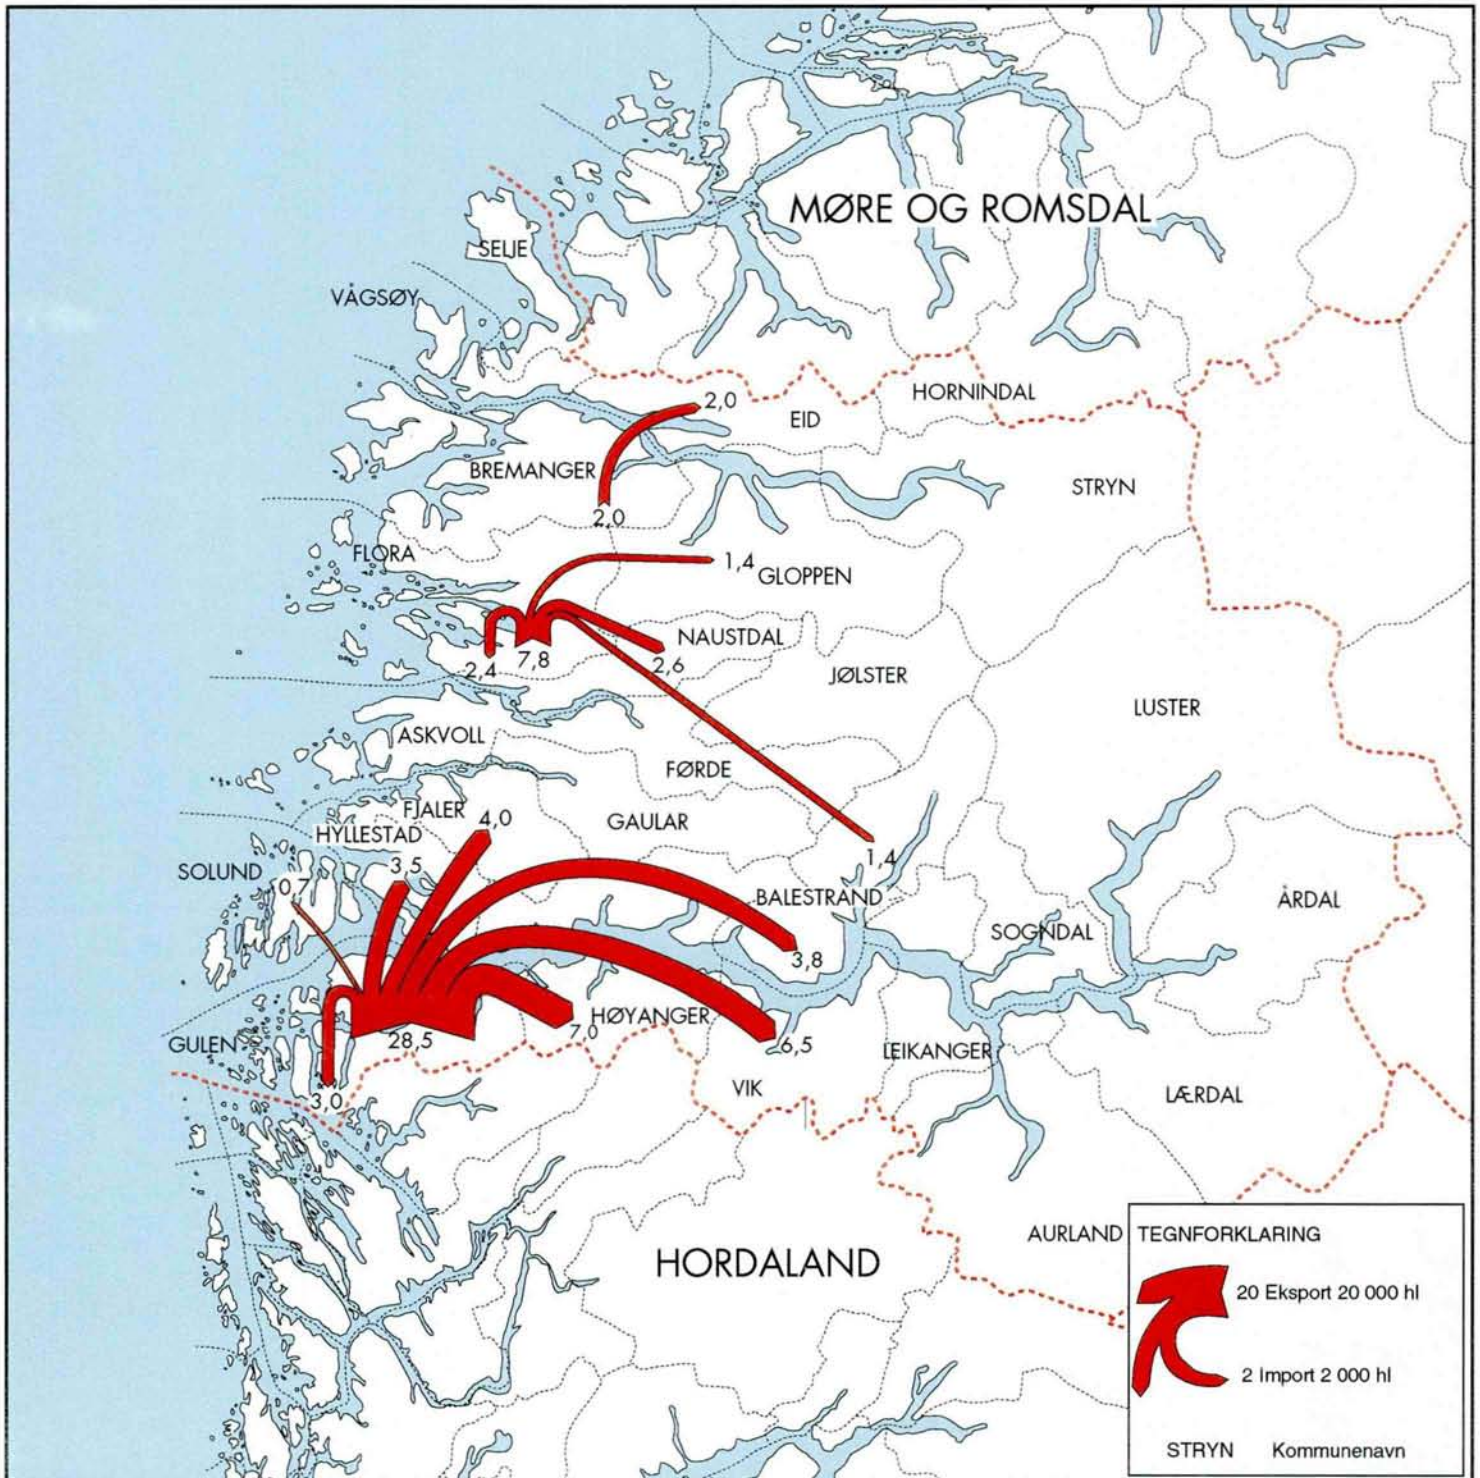 MØRE OG ROMSDAL
SELJE
VÅGSØY
HORNINDAL
2,0
EID
BREMANGER
STRYN
2,0
FLORA
1,4
GLOPPEN
NAUSTDAL
2,4
7,8
2,6
JØLSTER
LUSTER
ASKVOLL
FØRDE
FJALER
4,0
GAULAR
HYLLESTAD
1,4
3,5
SOLUND
0,7
BALESTRAND
ÅRDAL
SOGNDAL
3,8
HØYANGER
7,0
28,5
6,5
GULEN
LEIKANGER
VIK
3,0
LÆRDAL
AURLAND
HORDALAND
TEGNFORKLARING
20 Eksport 20 000 hl
2 Import 2 000 hl
STRYN Kommunenavn